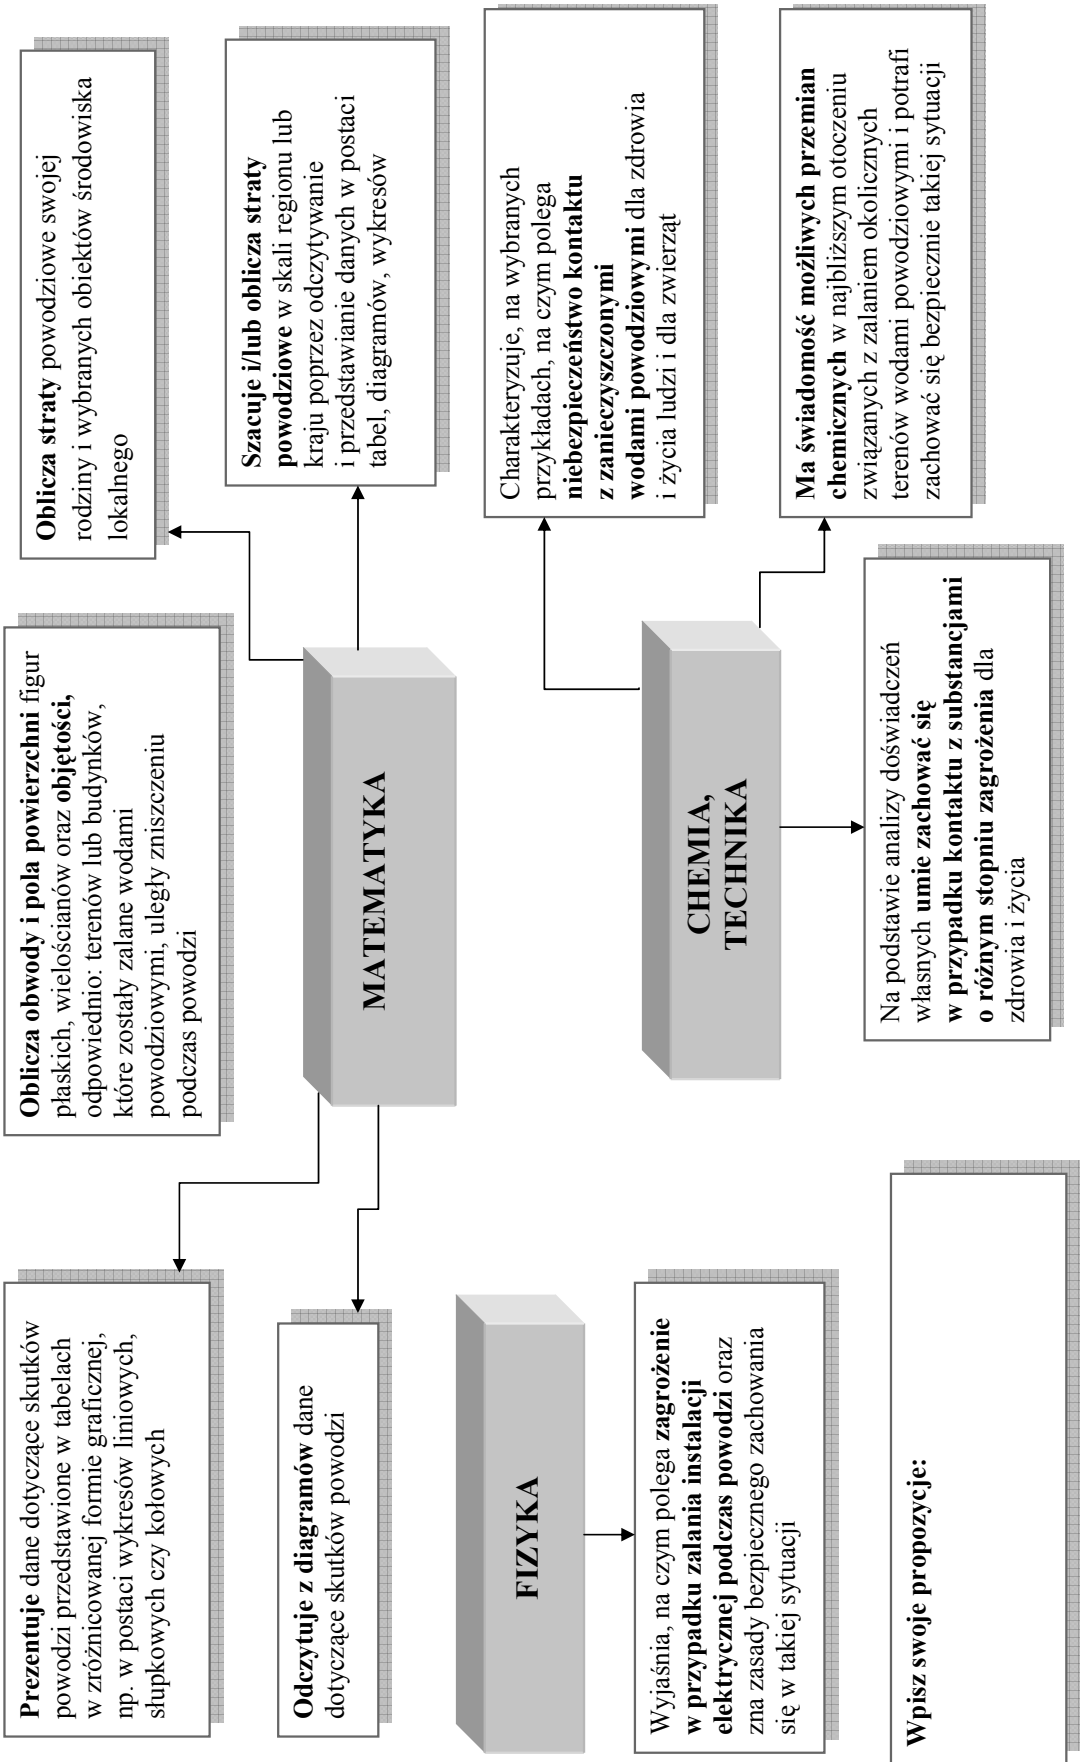 Prezentuje dane dotyczące skutków
powodzi przedstawione w tabelach
w zróżnicowanej formie graficznej,
np. w postaci wykresów liniowych,
słupkowych czy kołowych
Oblicza obwody i pola powierzchni figur
płaskich, wielościanów oraz objętości,
odpowiednio: terenów lub budynków,
które zostały zalane wodami
powodziowymi, uległy zniszczeniu
podczas powodzi
Oblicza straty powodziowe swojej
rodziny i wybranych obiektów środowiska
lokalnego
Odczytuje z diagramów dane
dotyczące skutków powodzi
MATEMATYKA
Szacuje i/lub oblicza straty
powodziowe w skali regionu lub
kraju poprzez odczytywanie
i przedstawianie danych w postaci
tabel, diagramów, wykresów
FIZYKA
Wyjaśnia, na czym polega zagrożenie
w przypadku zalania instalacji
elektrycznej podczas powodzi oraz
zna zasady bezpiecznego zachowania
się w takiej sytuacji
CHEMIA,
TECHNIKA
Charakteryzuje, na wybranych
przykładach, na czym polega
niebezpieczeństwo kontaktu
z zanieczyszczonymi
wodami powodziowymi dla zdrowia
i życia ludzi i dla zwierząt
Ma świadomość możliwych przemian
chemicznych w najbliższym otoczeniu
związanych z zalaniem okolicznych
terenów wodami powodziowymi i potrafi
zachować się bezpiecznie takiej sytuacji
Na podstawie analizy doświadczeń
własnych umie zachować się
w przypadku kontaktu z substancjami
o różnym stopniu zagrożenia dla
zdrowia i życia
Wpisz swoje propozycje: